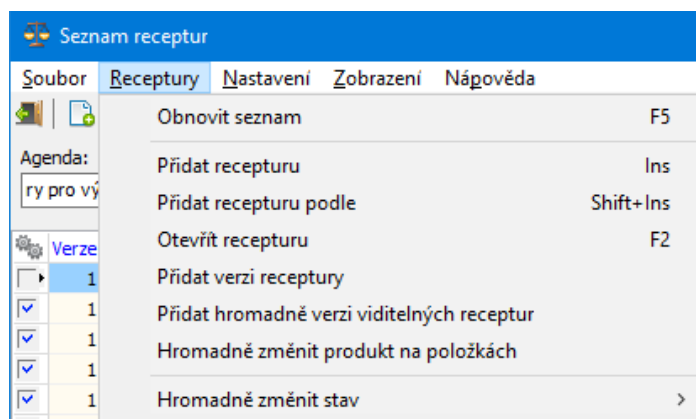 Seznam receptur
Soubor Receptury Nastavení Zobrazení Nápověda
Obnovit seznam F5
Agenda:
Přidat recepturu Ins
ry pro vý
Přidat recepturu podle Shift+Ins
Otevřít recepturu F2
Verze
Přidat verzi receptury
1
Přidat hromadně verzi viditelných receptur
1
Hromadně změnit produkt na položkách
1
1
Hromadně změnit stav
1